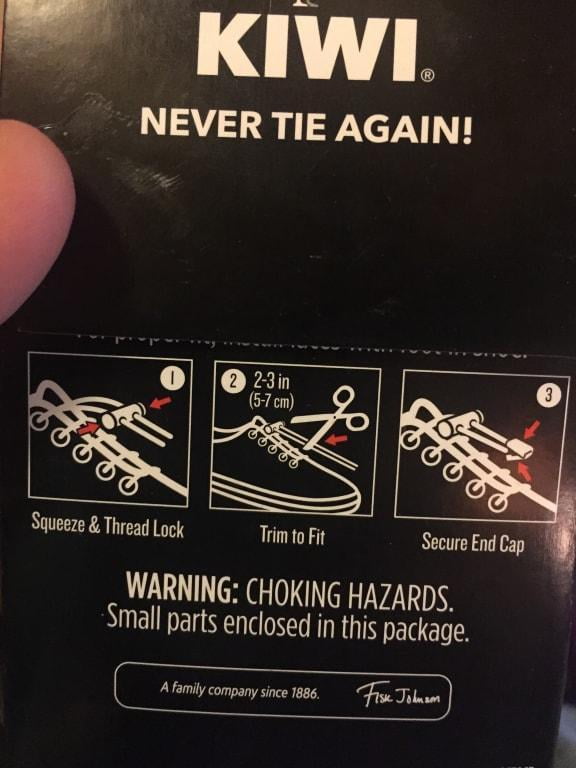 KIWI®
NEVER TIE AGAIN!
1
2
2-3 in
(5-7 cm)
3
Squeeze & Thread Lock
Trim to Fit
Secure End Cap
WARNING: CHOKING HAZARDS.
Small parts enclosed in this package.
A family company since 1886.
Fisk Johnson